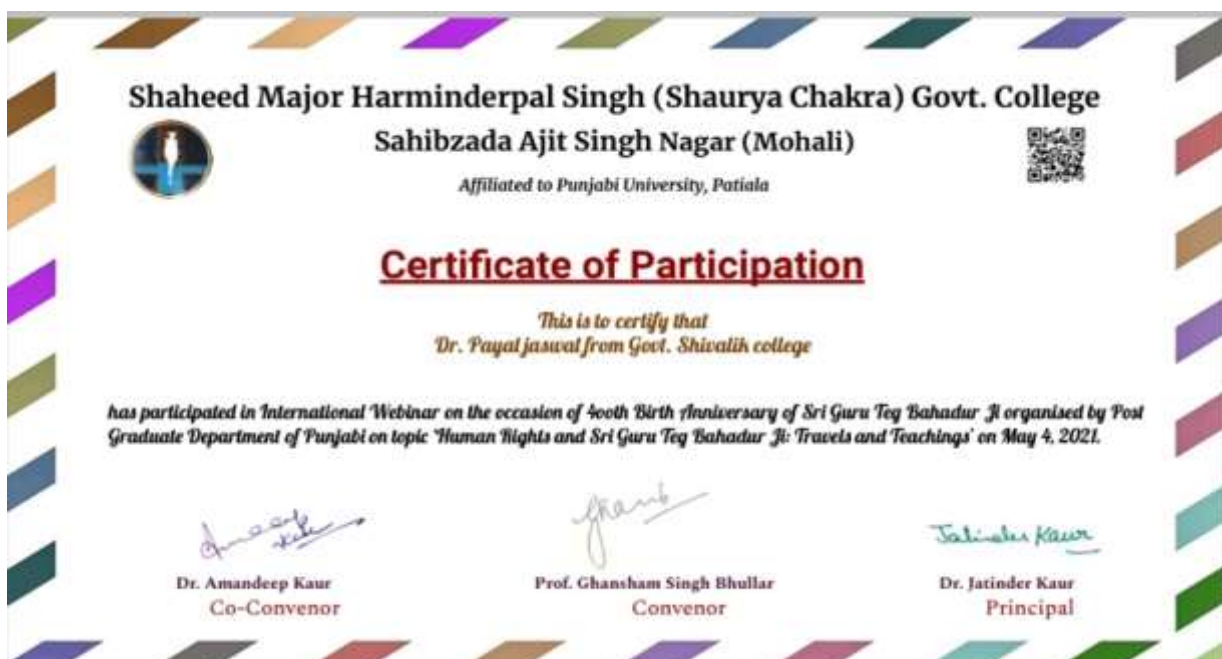 Shaheed Major Harminderpal Singh (Shaurya Chakra) Govt. College
Sahibzada Ajit Singh Nagar (Mohali)
Affiliated to Punjabi University, Patiala
Certificate of Participation
This is to certify that
Dr. Payal jaswal from Govt. Shivalik college
has participated in International Webinar on the occasion of 400th Birth Anniversary of Sri Guru Teg Bahadur Ji organised by Post
Graduate Department of Punjabi on topic 'Human Rights and Sri Guru Teg Bahadur Ji: Travels and Teachings' on May 4, 2021.
Jatinder Kaur
Dr. Amandeep Kaur
Prof. Ghansham Singh Bhullar
Dr. Jatinder Kaur
Co-Convenor
Convenor
Principal